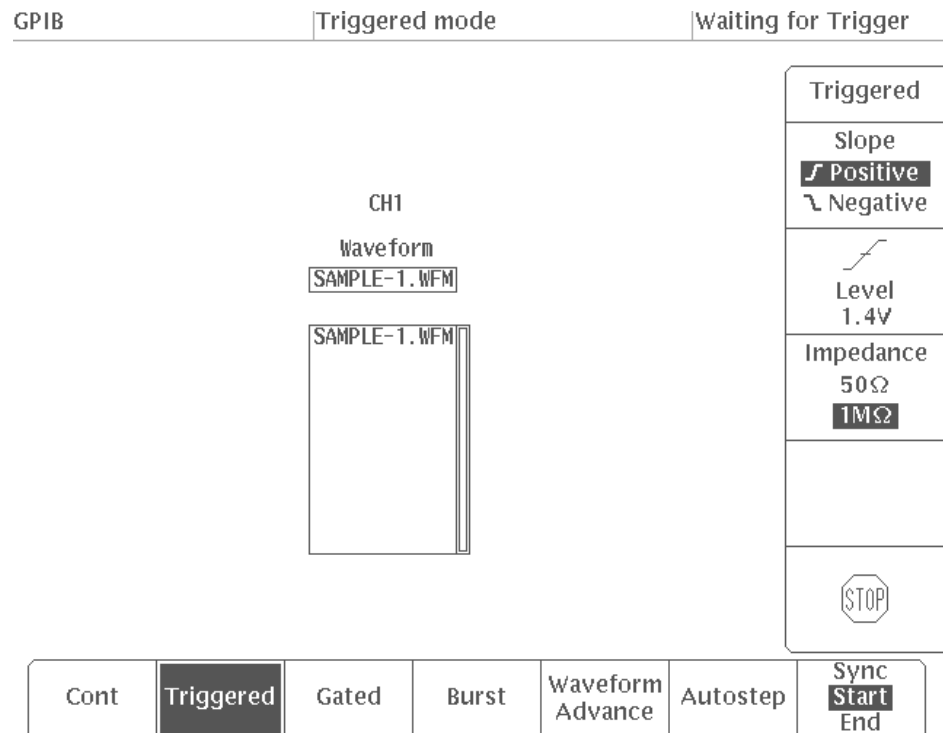 GPIB Triggered mode Waiting for Trigger
Triggered
Slope
Positive
Negative
CH1
Waveform
SAMPLE-1.WFM
SAMPLE-1.WFM
Level
1.4V
Impedance
50Ω
1MΩ
STOP
Cont
Triggered
Gated
Burst
Waveform
Advance
Autostep
Sync
Start
End